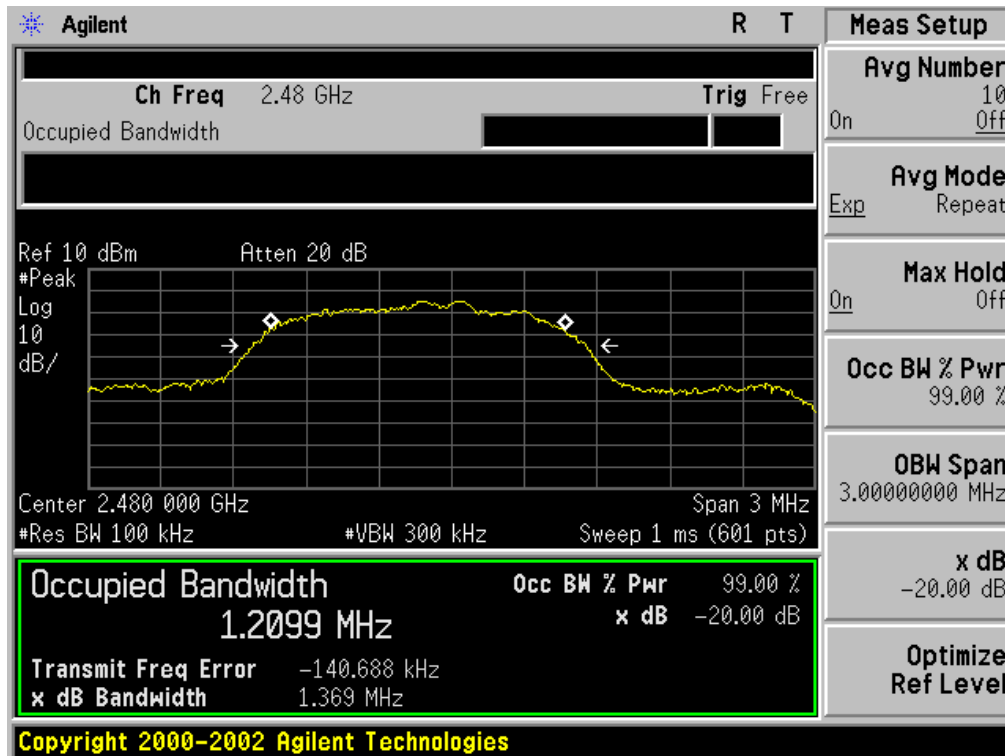 Agilent R T
Ch Freq 2.48 GHz Trig Free
Occupied Bandwidth
Ref 10 dBm Atten 20 dB
#Peak
Log
10
dB/
Center 2.480 000 GHz Span 3 MHz
#Res BW 100 kHz #VBW 300 kHz Sweep 1 ms (601 pts)
Occupied Bandwidth
1.2099 MHz
Occ BW % Pwr 99.00 %
x dB -20.00 dB
Transmit Freq Error -140.688 kHz
x dB Bandwidth 1.369 MHz
Meas Setup
Avg Number
10
On Off
Avg Mode
Exp Repeat
Max Hold
On Off
Occ BW % Pwr
99.00 %
OBW Span
3.00000000 MHz
x dB
-20.00 dB
Optimize
Ref Level
Copyright 2000-2002 Agilent Technologies